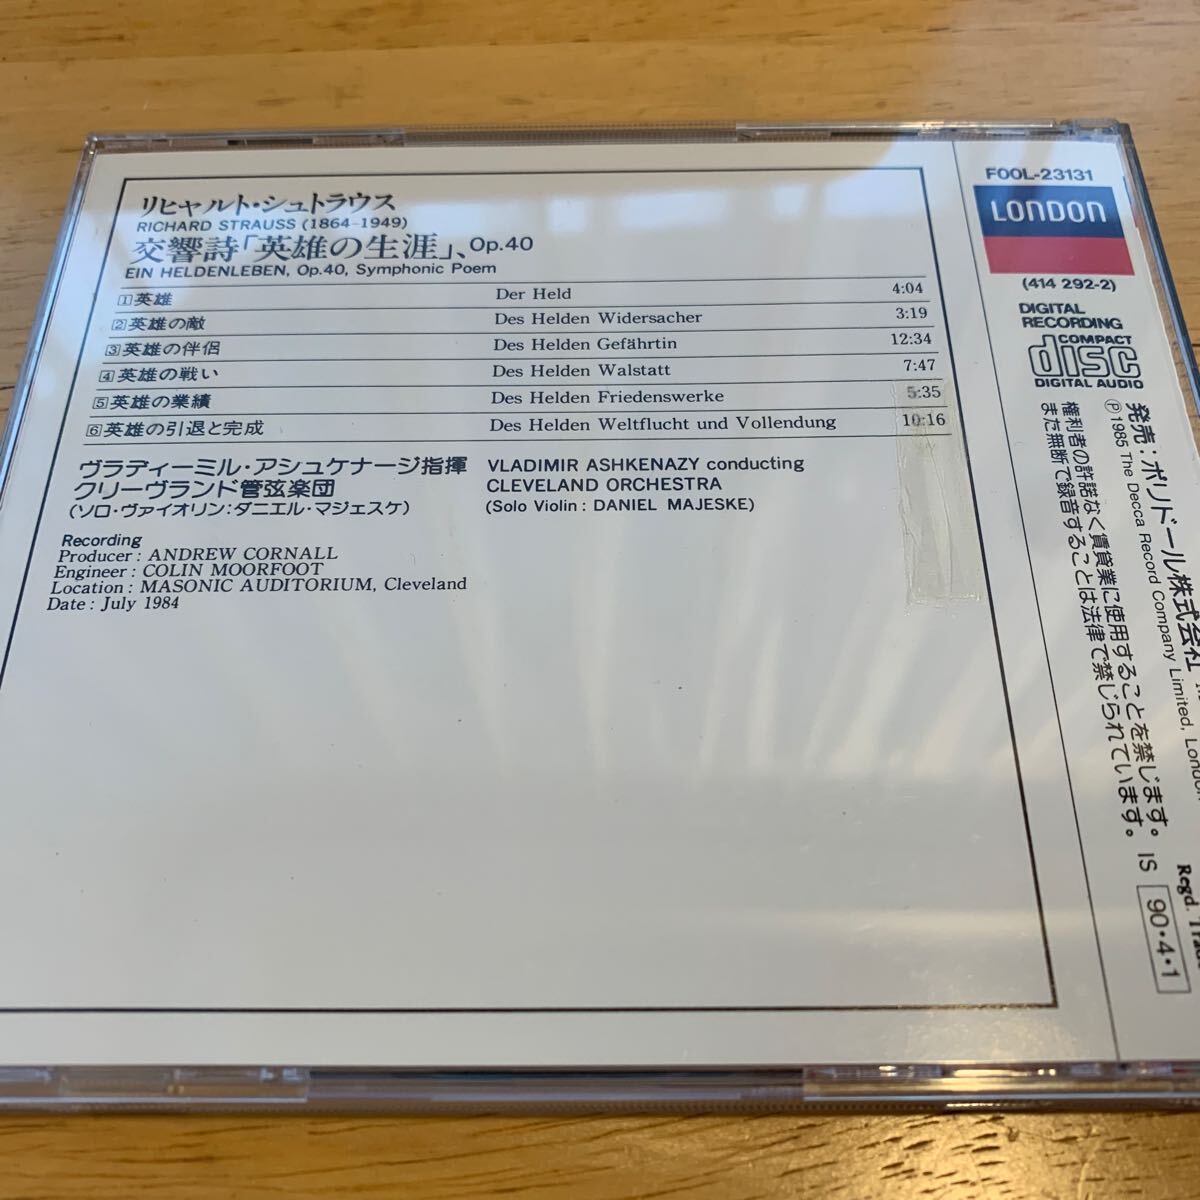 リヒャルト・シュトラウス
RICHARD STRAUSS (1864-1949)
交響詩「英雄の生涯」、Op.40
EIN HELDENLEBEN, Op.40, Symphonic Poem
1 英雄 Der Held 4:04
2 英雄の敵 Des Helden Widersacher 3:19
3 英雄の伴侶 Des Helden Gefährtin 12:34
4 英雄の戦い Des Helden Walstatt 7:47
5 英雄の業績 Des Helden Friedenswerke 5:35
6 英雄の引退と完成 Des Helden Weltflucht und Vollendung 10:16
ヴラディーミル・アシュケナージ指揮 VLADIMIR ASHKENAZY conducting
クリーヴランド管弦楽団 CLEVELAND ORCHESTRA
(ソロ・ヴァイオリン:ダニエル・マジェスケ) (Solo Violin : DANIEL MAJESKE)
Recording
Producer : ANDREW CORNALL
Engineer : COLIN MOORFOOT
Location : MASONIC AUDITORIUM, Cleveland
Date : July 1984
F00L-23131
LONDON
(414 292-2)
DIGITAL
RECORDING
COMPACT
disc
DIGITAL AUDIO
発売:ポリドール株式会社
Ⓟ1985 The Decca Record Company Limited, London
権利者の許諾なく賃貸業に使用することを禁じます。
また無断で録音することは法律で禁じられています。
IS 90・4・1
Regd. Trade